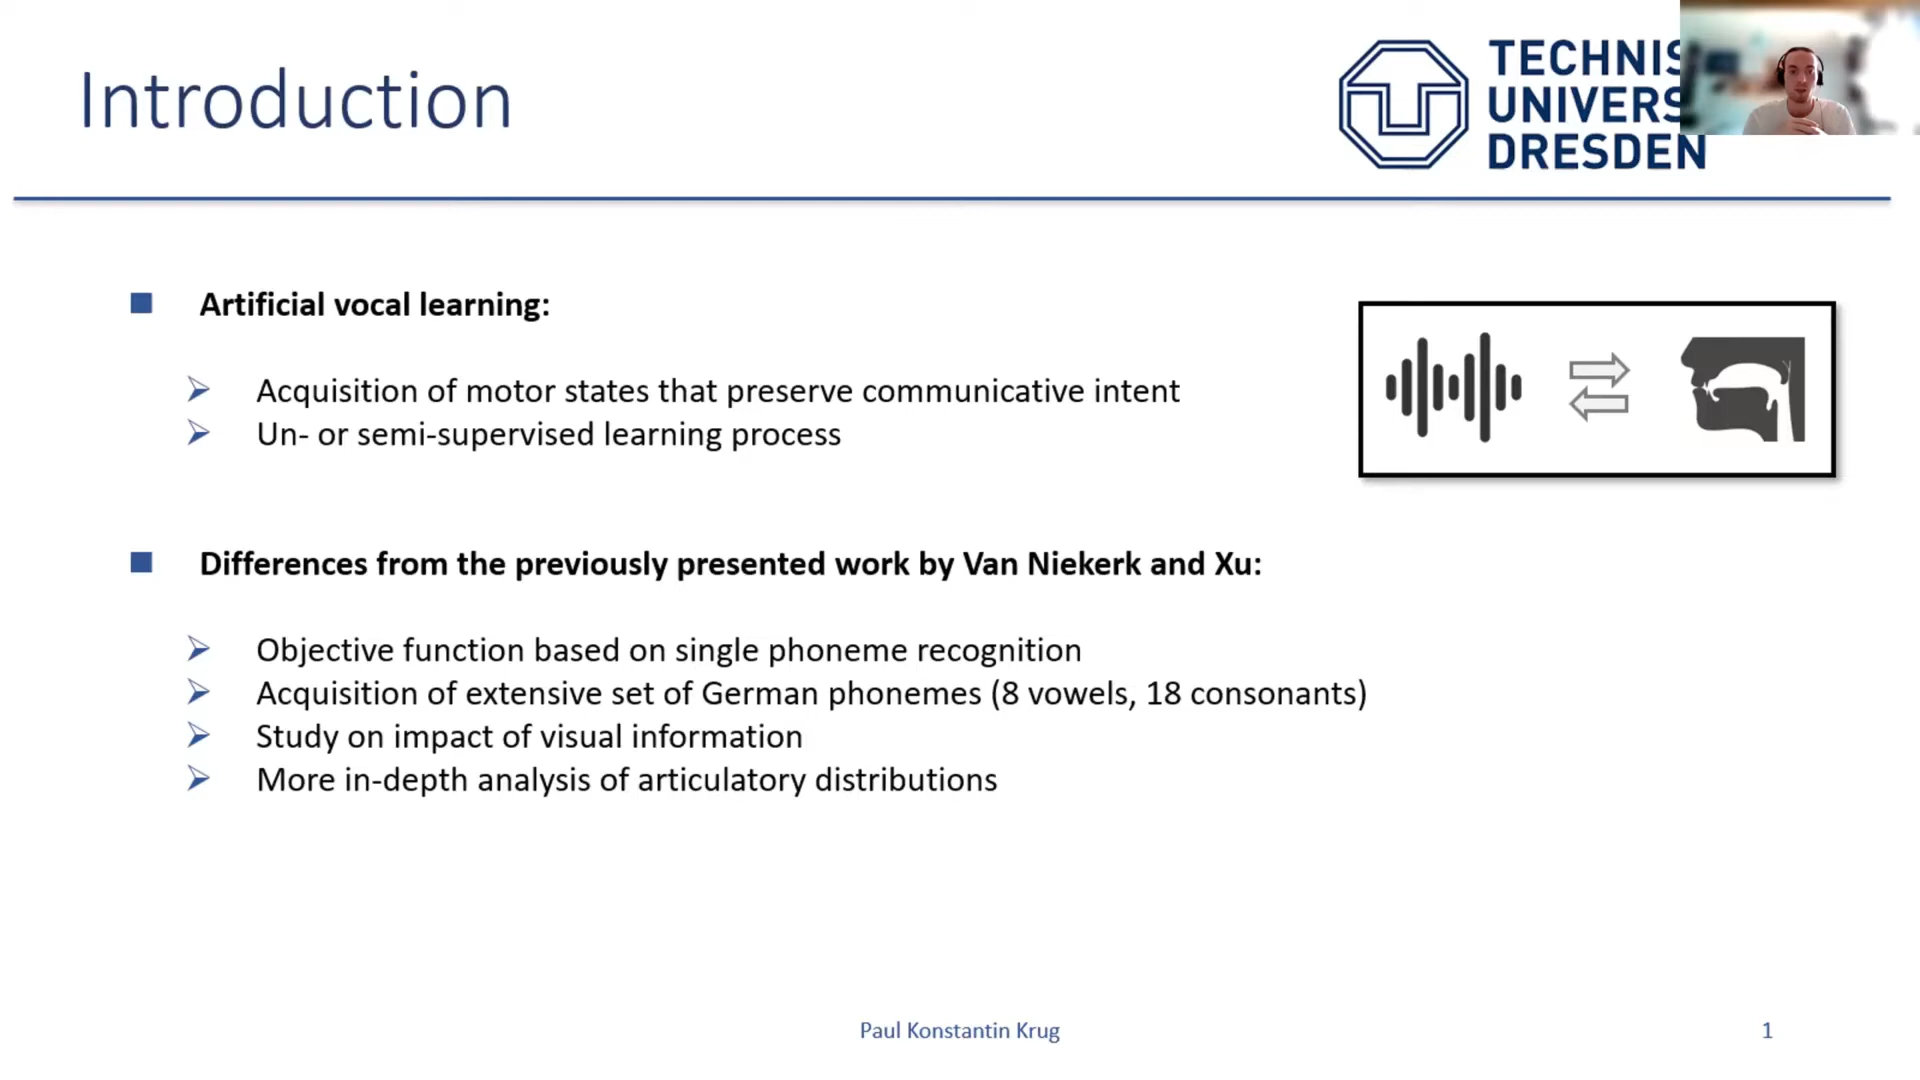 Introduction
TECHNIS
UNIVERS
DRESDEN
Artificial vocal learning:
Acquisition of motor states that preserve communicative intent
Un- or semi-supervised learning process
Differences from the previously presented work by Van Niekerk and Xu:
Objective function based on single phoneme recognition
Acquisition of extensive set of German phonemes (8 vowels, 18 consonants)
Study on impact of visual information
More in-depth analysis of articulatory distributions
Paul Konstantin Krug
1